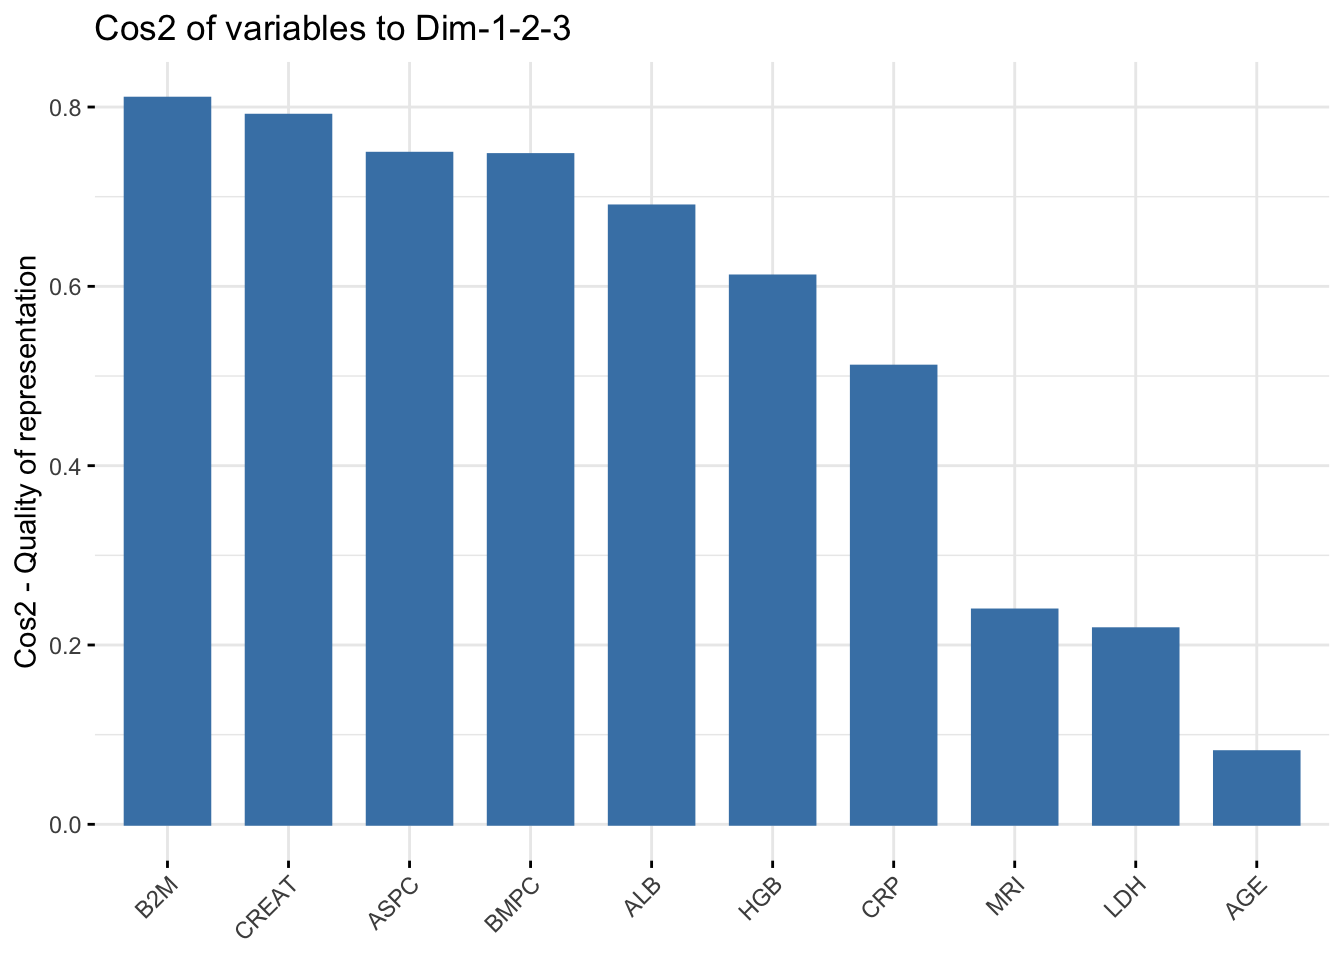 Cos2 of variables to Dim-1-2-3
Cos2 - Quality of representation
0.8
0.6
0.4
0.2
0.0
B2M
CREAT
ASPC
BMPC
ALB
HGB
CRP
MRI
LDH
AGE